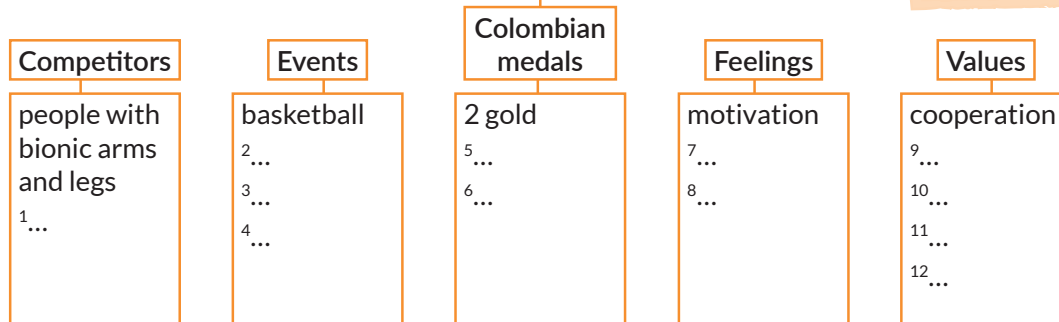 Competitors
people with
bionic arms
and legs
1...
Events
basketball
2...
3...
4...
Colombian
medals
2 gold
5...
6...
Feelings
motivation
7...
8...
Values
cooperation
9...
10...
11...
12...